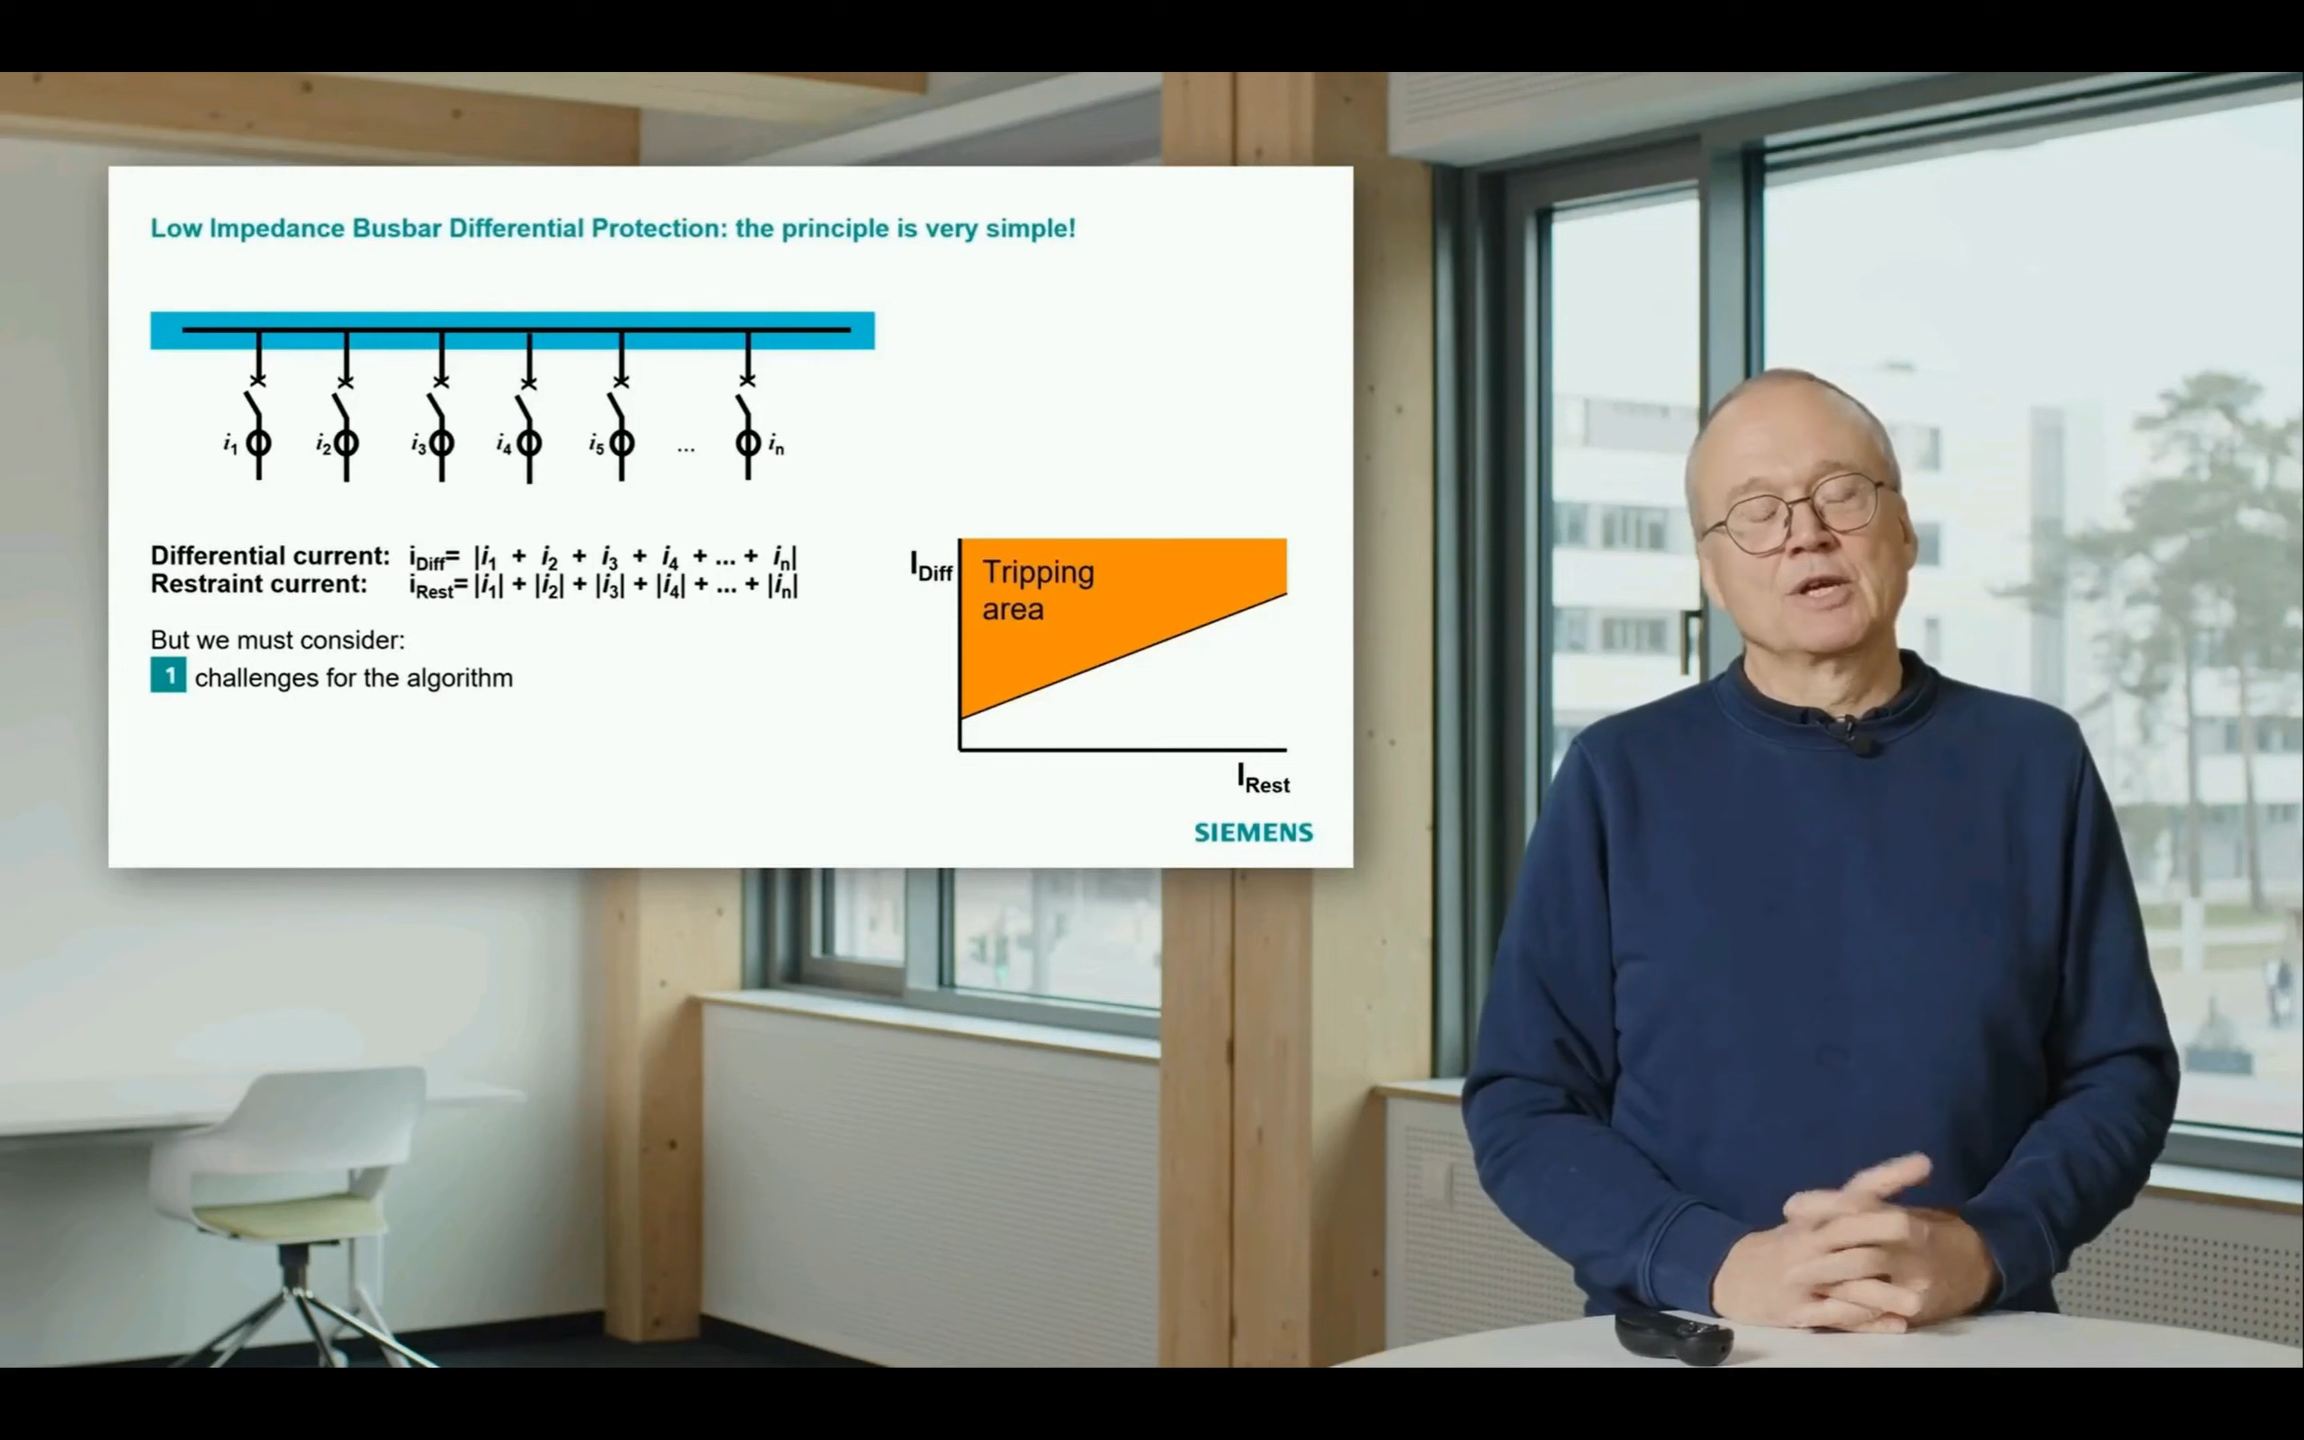 Low Impedance Busbar Differential Protection: the principle is very simple!
i1 i2 i3 i4 i5 ... in
Differential current: iDiff= |i1 + i2 + i3 + i4 + ... + in|
Restraint current: iRest= |i1| + |i2| + |i3| + |i4| + ... + |in|
But we must consider:
1 challenges for the algorithm
IDiff
Tripping
area
IRest
SIEMENS